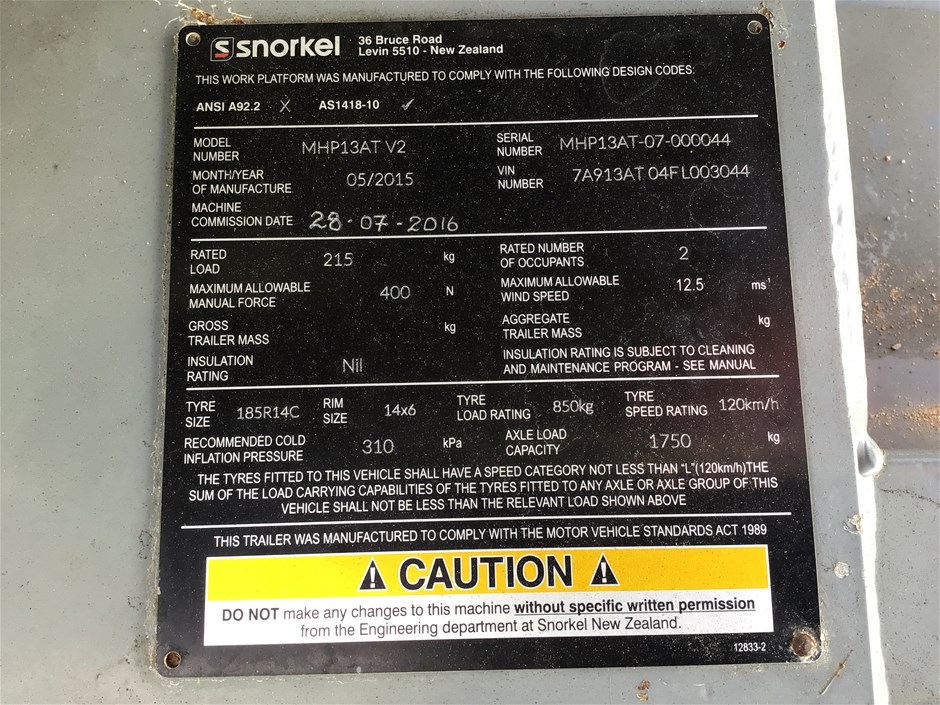 snorkel 36 Bruce Road
Levin 5510 - New Zealand
THIS WORK PLATFORM WAS MANUFACTURED TO COMPLY WITH THE FOLLOWING DESIGN CODES:
ANSI A92.2 X AS1418-10 ✓
MODEL NUMBER MHP13AT V2 SERIAL NUMBER MHP13AT-07-000044
MONTH/YEAR OF MANUFACTURE 05/2015 VIN NUMBER 7A913AT04FL003044
MACHINE COMMISSION DATE 28-07-2016
RATED LOAD 215 kg RATED NUMBER OF OCCUPANTS 2
MAXIMUM ALLOWABLE MANUAL FORCE 400 N MAXIMUM ALLOWABLE WIND SPEED 12.5 ms¹
GROSS TRAILER MASS kg AGGREGATE TRAILER MASS kg
INSULATION RATING Nil INSULATION RATING IS SUBJECT TO CLEANING
AND MAINTENANCE PROGRAM - SEE MANUAL
TYRE SIZE 185R14C RIM SIZE 14x6 TYRE LOAD RATING 850kg TYRE SPEED RATING 120km/h
RECOMMENDED COLD INFLATION PRESSURE 310 kPa AXLE LOAD CAPACITY 1750 kg
THE TYRES FITTED TO THIS VEHICLE SHALL HAVE A SPEED CATEGORY NOT LESS THAN "L"(120km/h)THE
SUM OF THE LOAD CARRYING CAPABILITIES OF THE TYRES FITTED TO ANY AXLE OR AXLE GROUP OF THIS
VEHICLE SHALL NOT BE LESS THAN THE RELEVANT LOAD SHOWN ABOVE
THIS TRAILER WAS MANUFACTURED TO COMPLY WITH THE MOTOR VEHICLE STANDARDS ACT 1989
CAUTION
DO NOT make any changes to this machine without specific written permission
from the Engineering department at Snorkel New Zealand.
12833-2